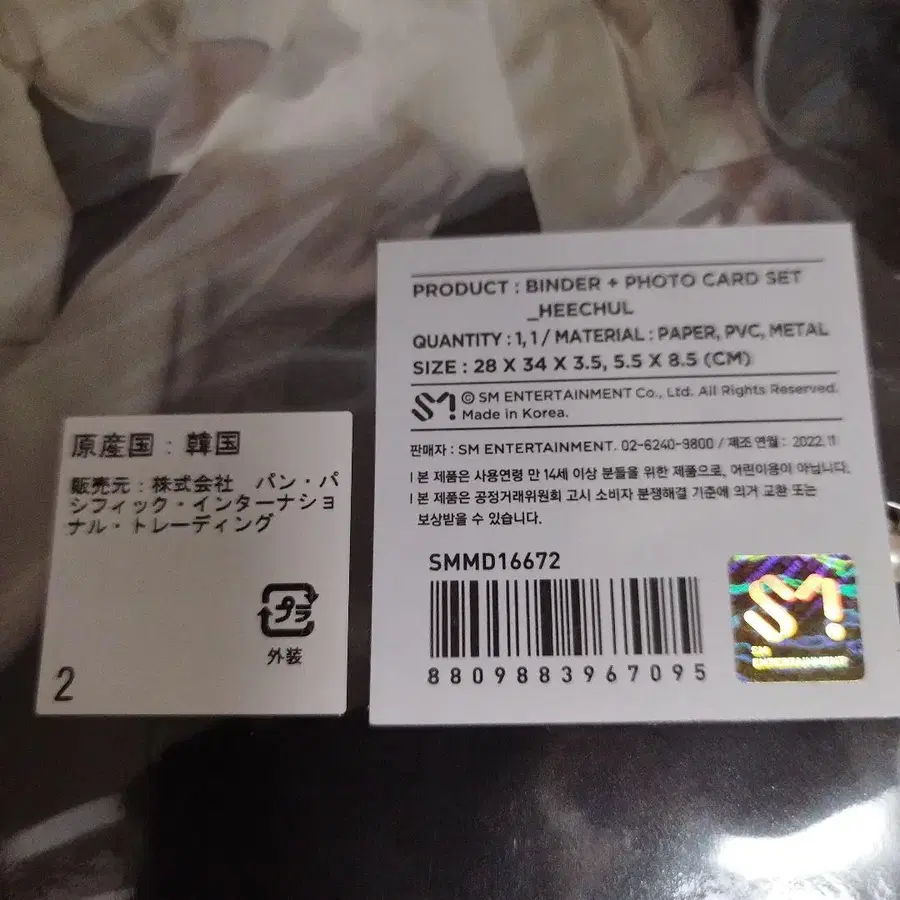 原産国：韓国
販売元：株式会社　パン・パ
シフィック・インターナショ
ナル・トレーディング
プラ
外装
2
PRODUCT : BINDER + PHOTO CARD SET
_HEECHUL
QUANTITY : 1, 1 / MATERIAL : PAPER, PVC, METAL
SIZE : 28 X 34 X 3.5, 5.5 X 8.5 (CM)
SM! © SM ENTERTAINMENT Co., Ltd. All Rights Reserved.
Made in Korea.
판매자 : SM ENTERTAINMENT. 02-6240-9800 / 제조 연월 : 2022.11
| 본 제품은 사용연령 만 14세 이상 분들을 위한 제품으로, 어린이용이 아닙니다.
| 본 제품은 공정거래위원회 고시 소비자 분쟁해결 기준에 의거 교환 또는
보상받을 수 있습니다.
SMMD16672
8809883967095
SM!
ENTERTAINMENT